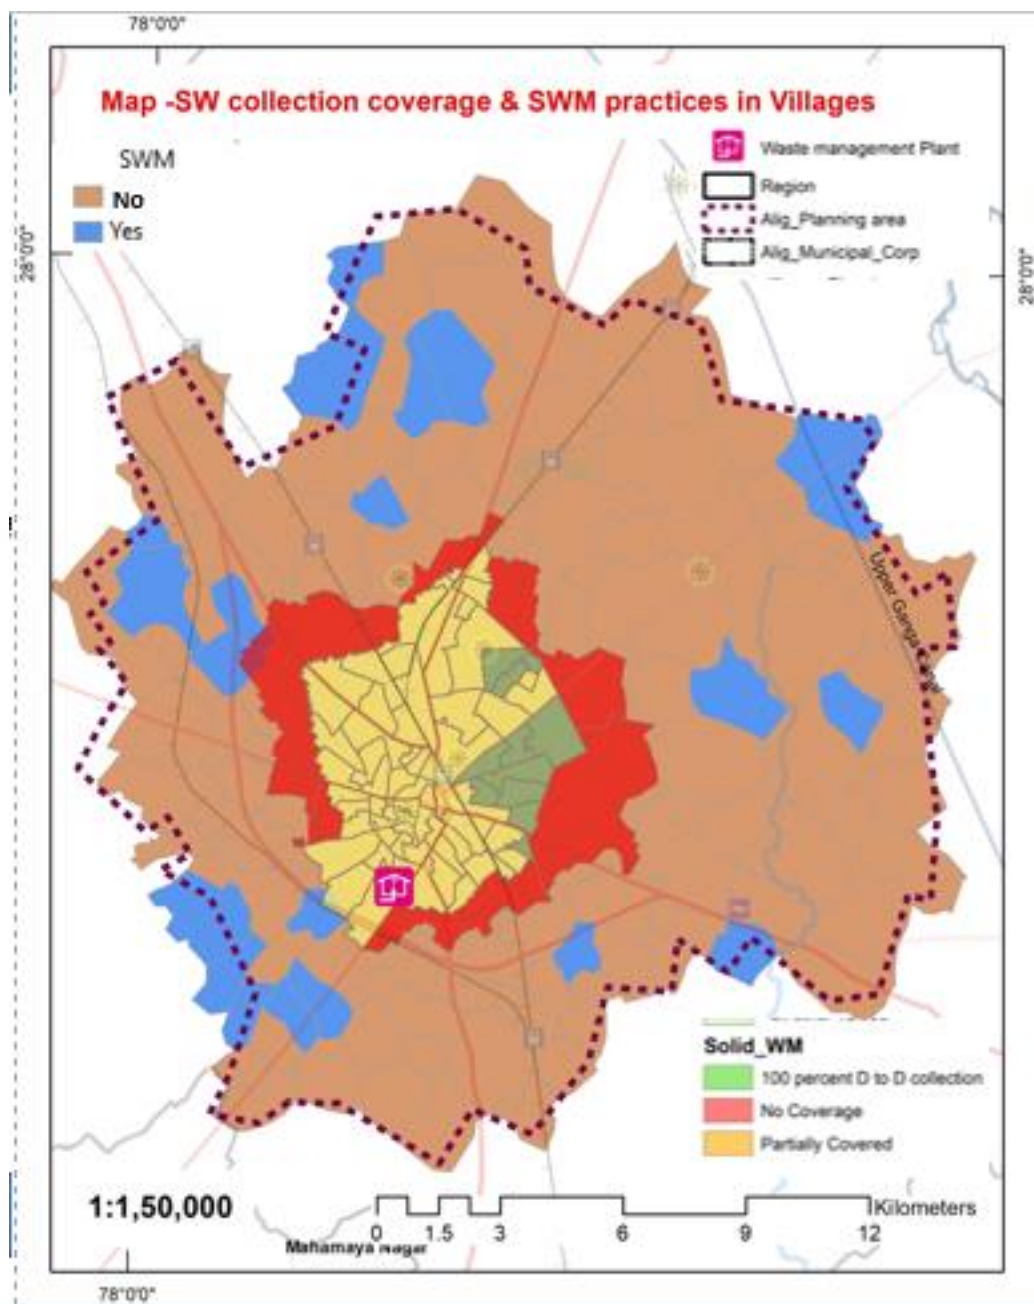 78°0'0"
Map -SW collection coverage & SWM practices in Villages
SWM
No
Yes
Waste management Plant
Region
Alig_Planning area
Alig_Municipal_Corp
28°0'0"
28°0'0"
Upper Ganga Canal
Solid_WM
100 percent D to D collection
No Coverage
Partially Covered
1:1,50,000
Kilometers
0 1.5 3 6 9 12
Mahamaya Nagar
78°0'0"